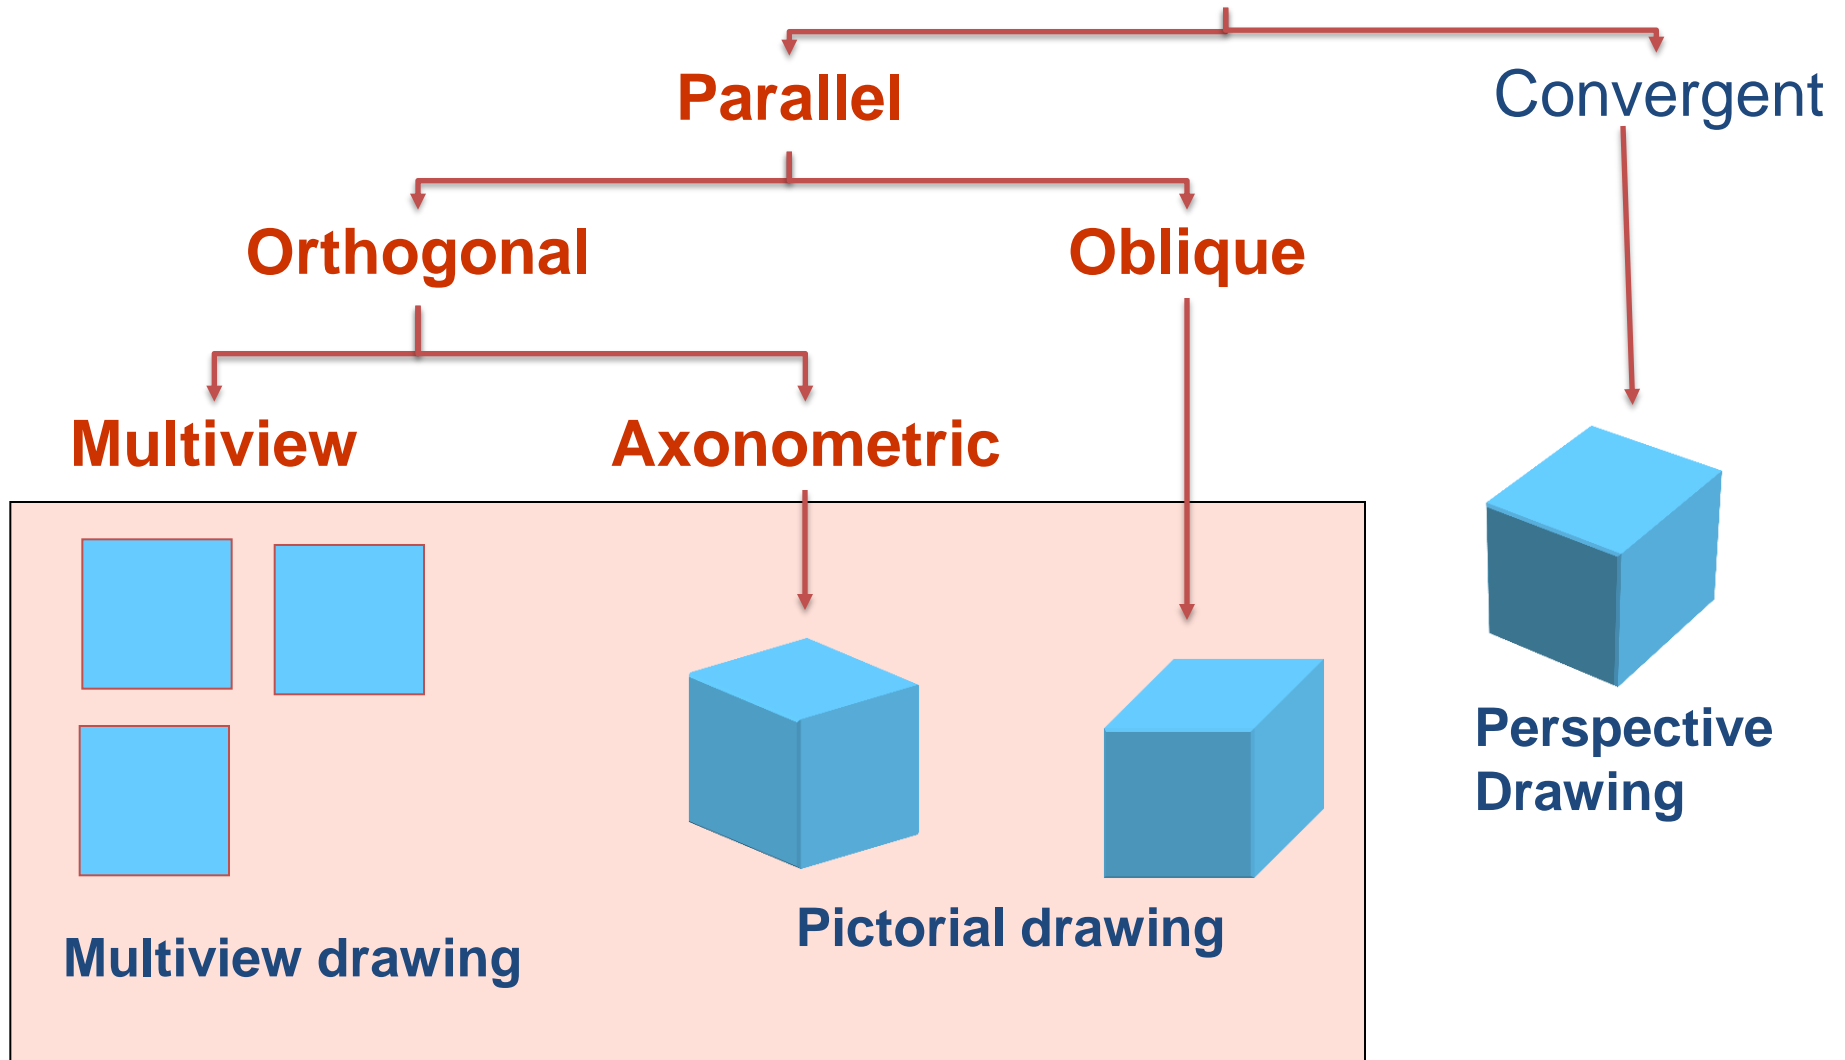 Parallel
Convergent
Orthogonal
Oblique
Multiview
Axonometric
Perspective
Drawing
Pictorial drawing
Multiview drawing